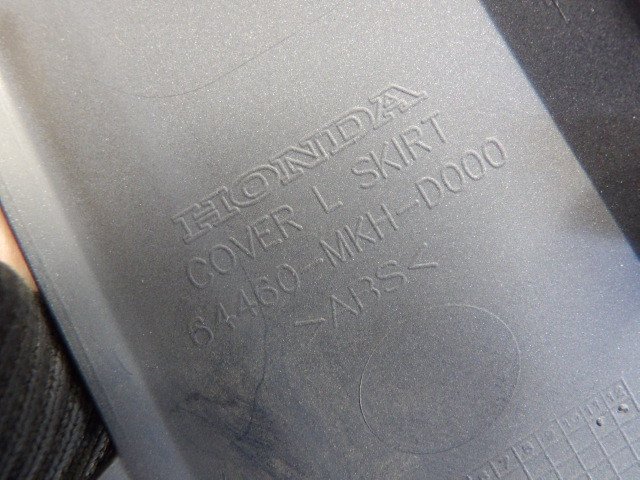 HONDA
COVER L SKIRT
64460-MKH-D000
>ABS<